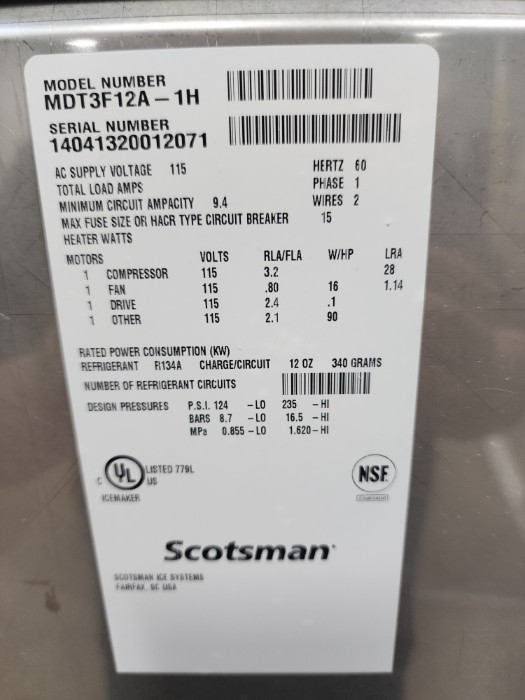 MODEL NUMBER
MDT3F12A-1H
SERIAL NUMBER
14041320012071
AC SUPPLY VOLTAGE 115 HERTZ 60
TOTAL LOAD AMPS PHASE 1
MINIMUM CIRCUIT AMPACITY 9.4 WIRES 2
MAX FUSE SIZE OR HACR TYPE CIRCUIT BREAKER 15
HEATER WATTS
MOTORS VOLTS RLA/FLA W/HP LRA
1 COMPRESSOR 115 3.2 28
1 FAN 115 .80 16 1.14
1 DRIVE 115 2.4 .1
1 OTHER 115 2.1 90
RATED POWER CONSUMPTION (KW)
REFRIGERANT R134A CHARGE/CIRCUIT 12 OZ 340 GRAMS
NUMBER OF REFRIGERANT CIRCUITS
DESIGN PRESSURES P.S.I. 124 -LO 235 -HI
BARS 8.7 -LO 16.5 -HI
MPa 0.855 -LO 1.620-HI
C UL LISTED 779L
US
ICEMAKER
NSF
Scotsman
SCOTSMAN ICE SYSTEMS
FAIRFAX, SC USA